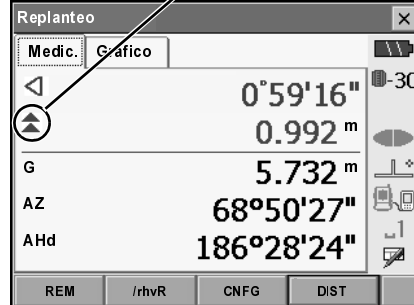 Replanteo
Medic. Gráfico
0°59'16"
0.992 m
G 5.732 m
AZ 68°50'27"
AHd 186°28'24"
-30
1
REM /rhvR CNFG DIST